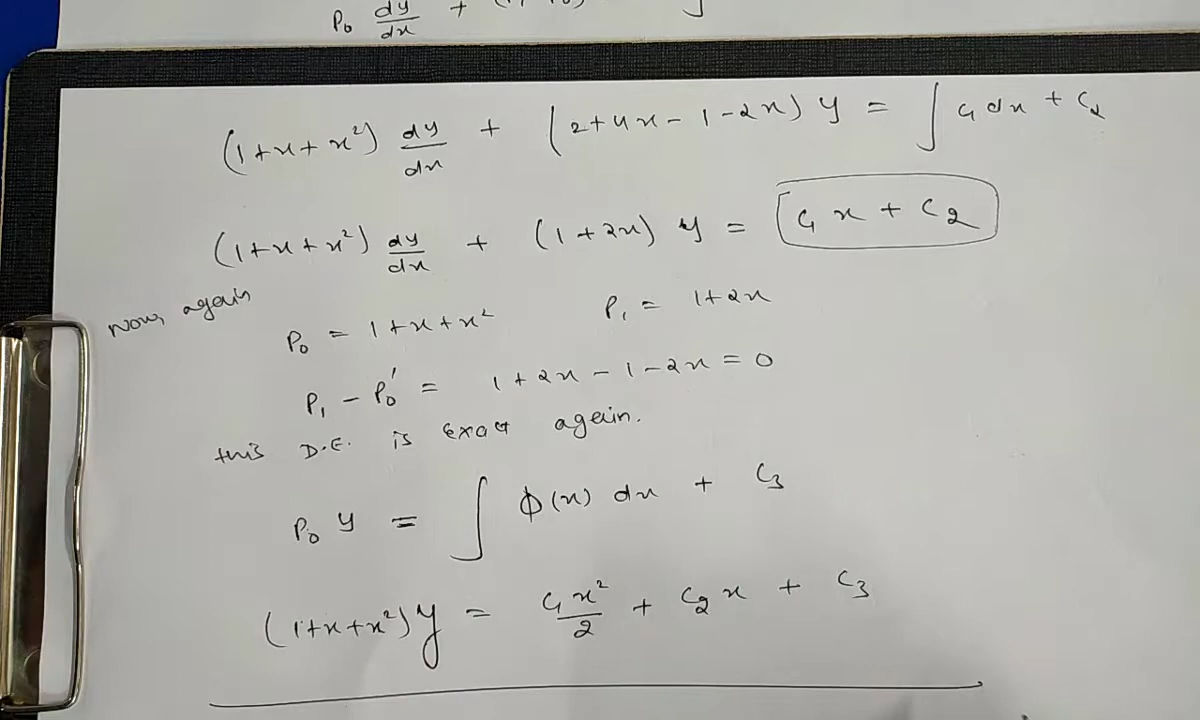 P₀ dy/dx +
(1+x+x²) dy/dx + (2+4x-1-2x) y = ∫ C₁ dx + C₂
(1+x+x²) dy/dx + (1+2x) y = C₁ x + C₂
Now, again
P₀ = 1+x+x² P₁ = 1+2x
P₁ - P₀' = 1+2x-1-2x = 0
this D.E. is exact again.
P₀ y = ∫ ϕ(x) dx + C₃
(1+x+x²) y = C₁x²/2 + C₂x + C₃